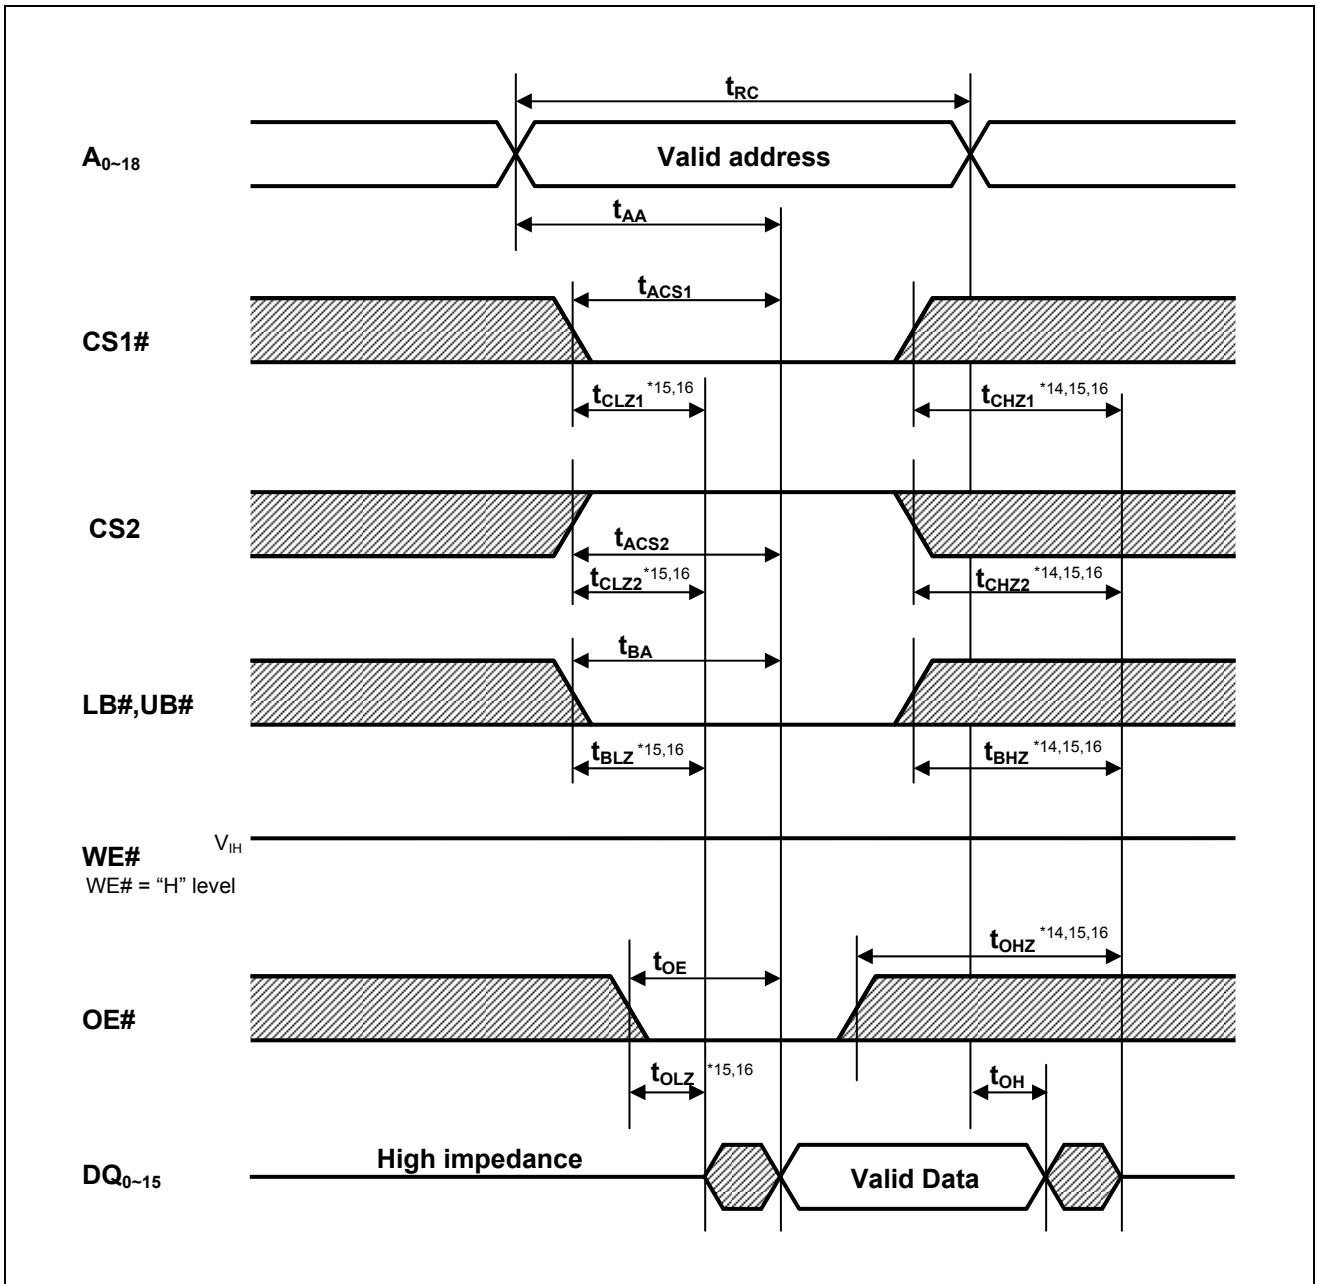 tRC
A0~18
Valid address
tAA
tACS1
CS1#
tCLZ1 *15,16
tCHZ1 *14,15,16
CS2
tACS2
tCLZ2 *15,16
tCHZ2 *14,15,16
tBA
LB#,UB#
tBLZ *15,16
tBHZ *14,15,16
VIH
WE#
WE# = “H” level
tOHZ *14,15,16
tOE
OE#
tOLZ *15,16
tOH
High impedance
DQ0~15
Valid Data